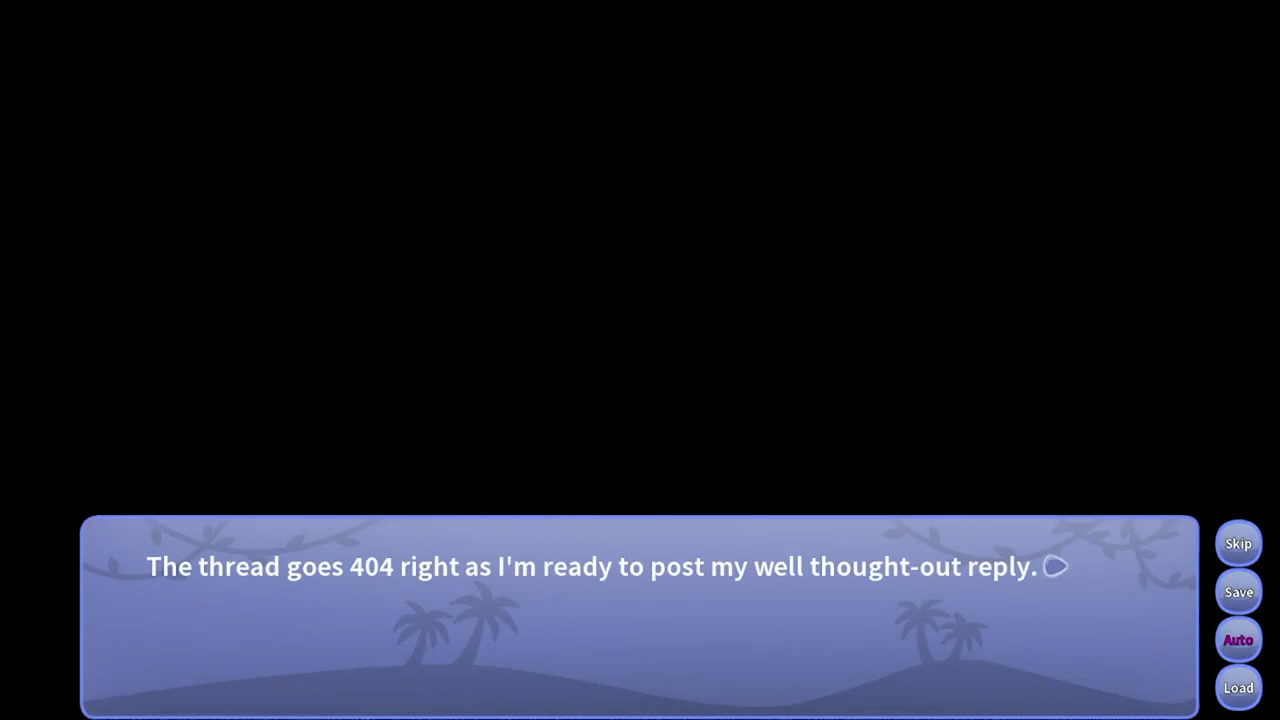 The thread goes 404 right as I'm ready to post my well thought-out reply.
Skip
Save
Auto
Load